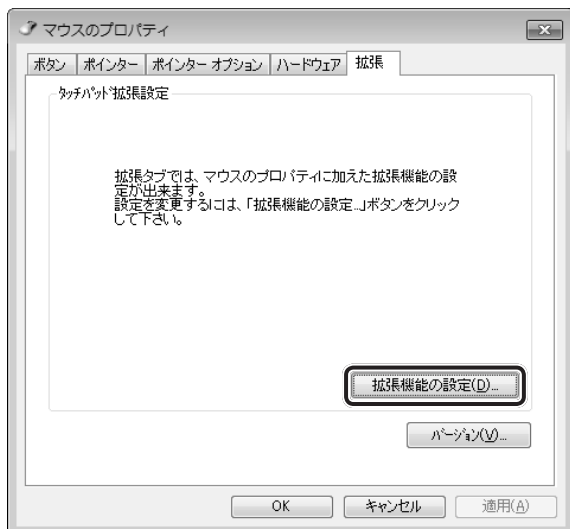 マウスのプロパティ
ボタン ポインター ポインター オプション ハードウェア 拡張
ﾀｯﾁﾊﾟｯﾄﾞ拡張設定
拡張タブでは、マウスのプロパティに加えた拡張機能の設
定が出来ます。
設定を変更するには、「拡張機能の設定...」ボタンをクリック
して下さい。
拡張機能の設定(D)...
ﾊﾞｰｼﾞｮﾝ(V)...
OK キャンセル 適用(A)